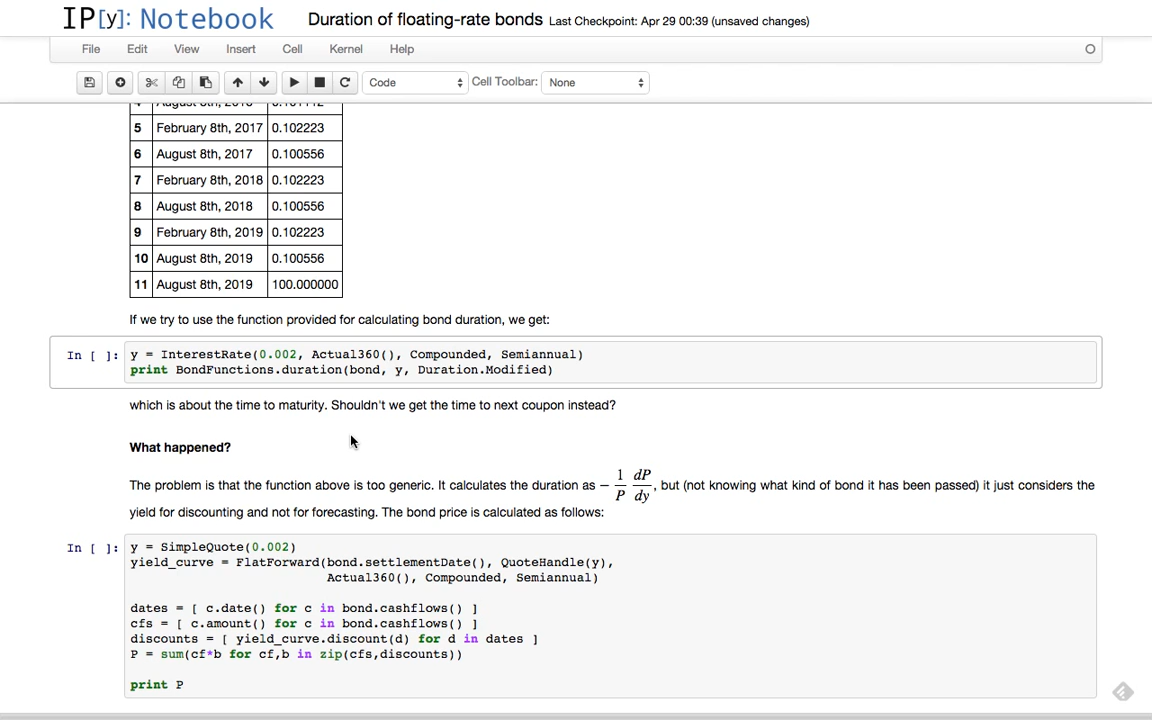 IP[y]: Notebook Duration of floating-rate bonds Last Checkpoint: Apr 29 00:39 (unsaved changes)
File Edit View Insert Cell Kernel Help
Code Cell Toolbar: None
5 February 8th, 2017 0.102223
6 August 8th, 2017 0.100556
7 February 8th, 2018 0.102223
8 August 8th, 2018 0.100556
9 February 8th, 2019 0.102223
10 August 8th, 2019 0.100556
11 August 8th, 2019 100.000000
If we try to use the function provided for calculating bond duration, we get:
In [ ]: y = InterestRate(0.002, Actual360(), Compounded, Semiannual)
print BondFunctions.duration(bond, y, Duration.Modified)
which is about the time to maturity. Shouldn't we get the time to next coupon instead?
What happened?
The problem is that the function above is too generic. It calculates the duration as − 1/P dP/dy, but (not knowing what kind of bond it has been passed) it just considers the
yield for discounting and not for forecasting. The bond price is calculated as follows:
In [ ]: y = SimpleQuote(0.002)
yield_curve = FlatForward(bond.settlementDate(), QuoteHandle(y),
Actual360(), Compounded, Semiannual)
dates = [ c.date() for c in bond.cashflows() ]
cfs = [ c.amount() for c in bond.cashflows() ]
discounts = [ yield_curve.discount(d) for d in dates ]
P = sum(cf*b for cf,b in zip(cfs,discounts))
print P